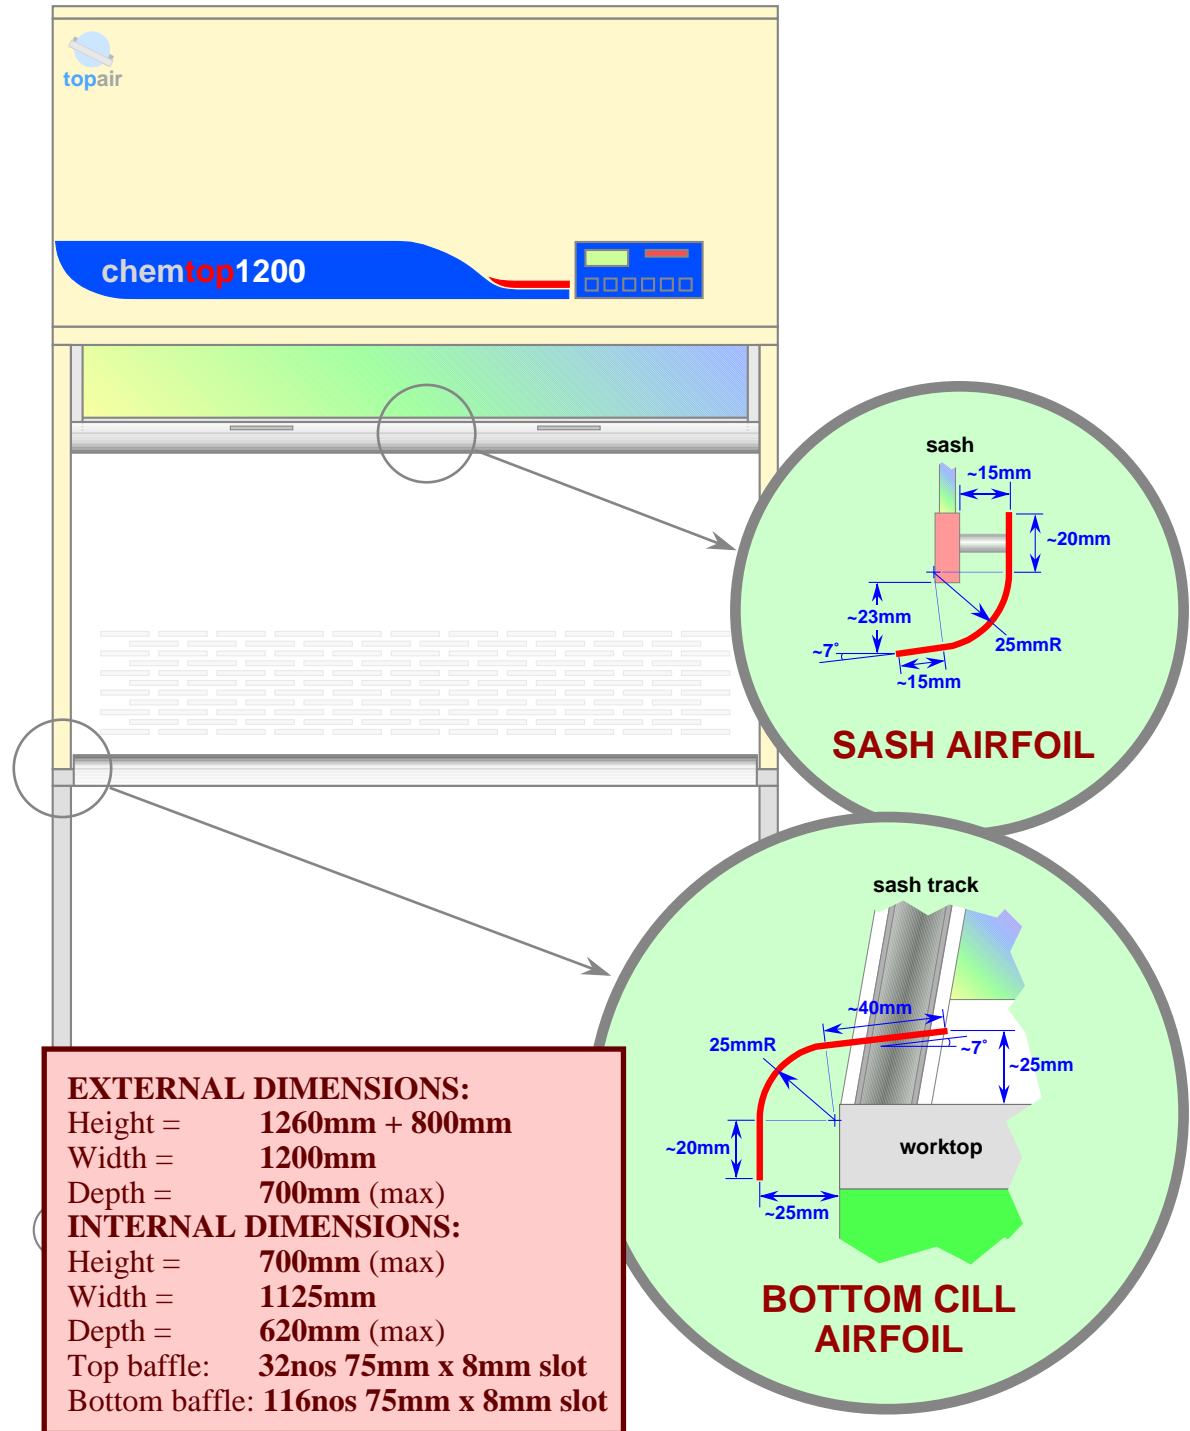 topair
chemtop1200
sash
~15mm
~20mm
~23mm
25mmR
~7°
~15mm
SASH AIRFOIL
sash track
~40mm
25mmR
~7°
~25mm
~20mm
worktop
~25mm
BOTTOM CILL
AIRFOIL
EXTERNAL DIMENSIONS:
Height = 1260mm + 800mm
Width = 1200mm
Depth = 700mm (max)
INTERNAL DIMENSIONS:
Height = 700mm (max)
Width = 1125mm
Depth = 620mm (max)
Top baffle: 32nos 75mm x 8mm slot
Bottom baffle: 116nos 75mm x 8mm slot